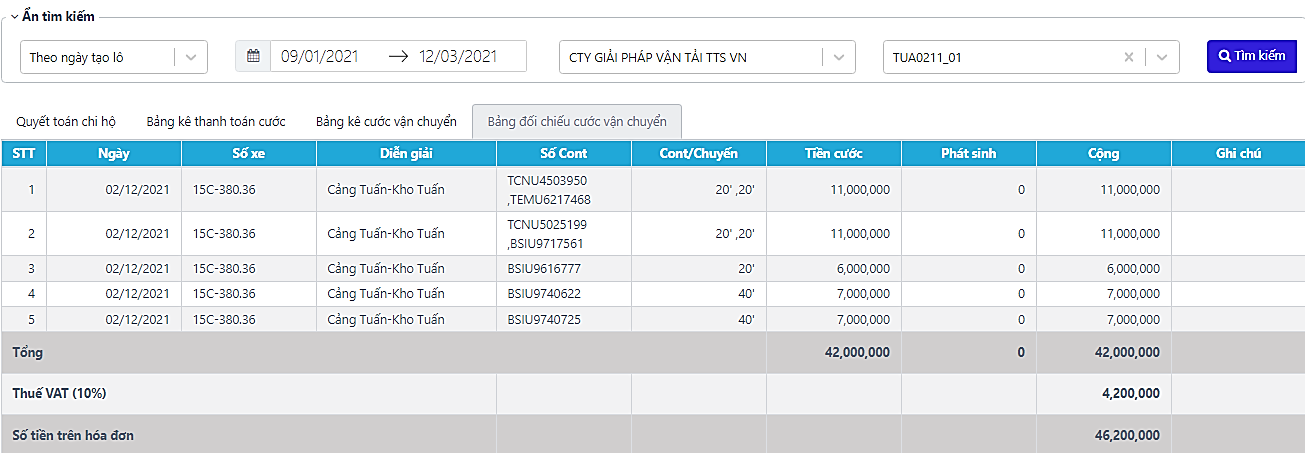 Ẩn tìm kiếm
Theo ngày tạo lô 09/01/2021 → 12/03/2021 CTY GIẢI PHÁP VẬN TẢI TTS VN TUA0211_01 Tìm kiếm
Quyết toán chi hộ Bảng kê thanh toán cước Bảng kê cước vận chuyển Bảng đối chiếu cước vận chuyển
STT Ngày Số xe Diễn giải Số Cont Cont/Chuyến Tiền cước Phát sinh Cộng Ghi chú
1 02/12/2021 15C-380.36 Cảng Tuấn-Kho Tuấn TCNU4503950 20' ,20' 11,000,000 0 11,000,000
,TEMU6217468
2 02/12/2021 15C-380.36 Cảng Tuấn-Kho Tuấn TCNU5025199 20' ,20' 11,000,000 0 11,000,000
,BSIU9717561
3 02/12/2021 15C-380.36 Cảng Tuấn-Kho Tuấn BSIU9616777 20' 6,000,000 0 6,000,000
4 02/12/2021 15C-380.36 Cảng Tuấn-Kho Tuấn BSIU9740622 40' 7,000,000 0 7,000,000
5 02/12/2021 15C-380.36 Cảng Tuấn-Kho Tuấn BSIU9740725 40' 7,000,000 0 7,000,000
Tổng 42,000,000 0 42,000,000
Thuế VAT (10%) 4,200,000
Số tiền trên hóa đơn 46,200,000